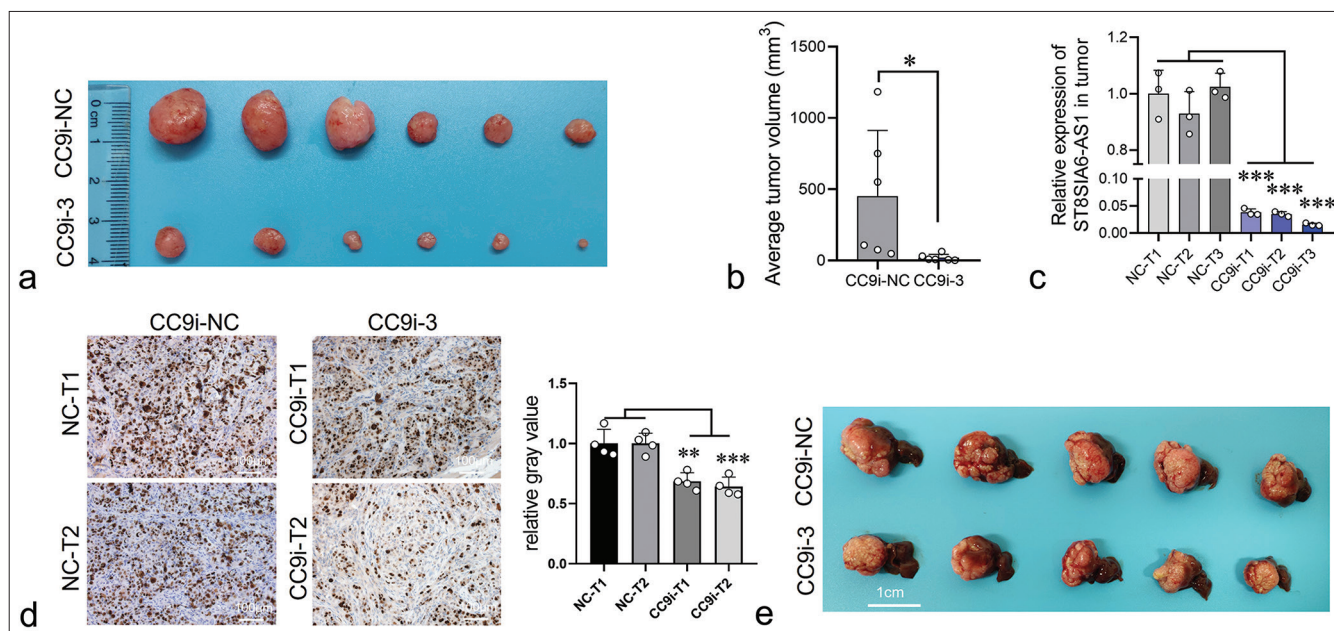 CC9i-NC
CC9i-3
0
cm
1
2
3
4
a
Average tumor volume (mm3)
1500
1000
500
0
*
CC9i-NC CC9i-3
b
Relative expression of
ST8SIA6-AS1 in tumor
1.2
1.0
0.8
0.10
0.05
0.00
***
***
***
NC-T1
NC-T2
NC-T3
CC9i-T1
CC9i-T2
CC9i-T3
c
CC9i-NC
CC9i-3
NC-T1
100μm
CC9i-T1
100μm
NC-T2
100μm
CC9i-T2
100μm
d
relative gray value
1.5
1.0
0.5
0.0
**
***
NC-T1
NC-T2
CC9i-T1
CC9i-T2
CC9i-NC
CC9i-3
1cm
e